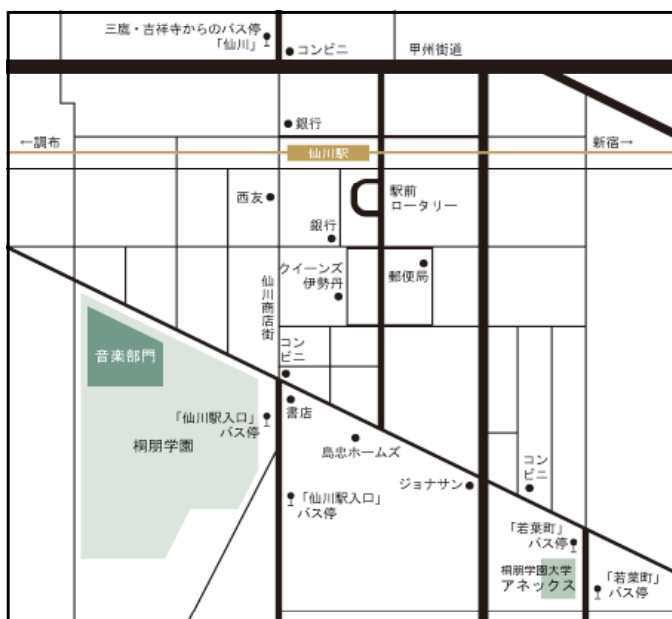 三鷹・吉祥寺からのバス停
「仙川」
コンビニ
甲州街道
銀行
←調布
仙川駅
新宿→
西友
駅前
ロータリー
銀行
クイーンズ
伊勢丹
郵便局
仙川商店街
コン
ビニ
音楽部門
書店
「仙川駅入口」
バス停
桐朋学園
島忠ホームズ
コン
ビニ
ジョナサン
「仙川駅入口」
バス停
「若葉町」
バス停
桐朋学園大学
アネックス
「若葉町」
バス停